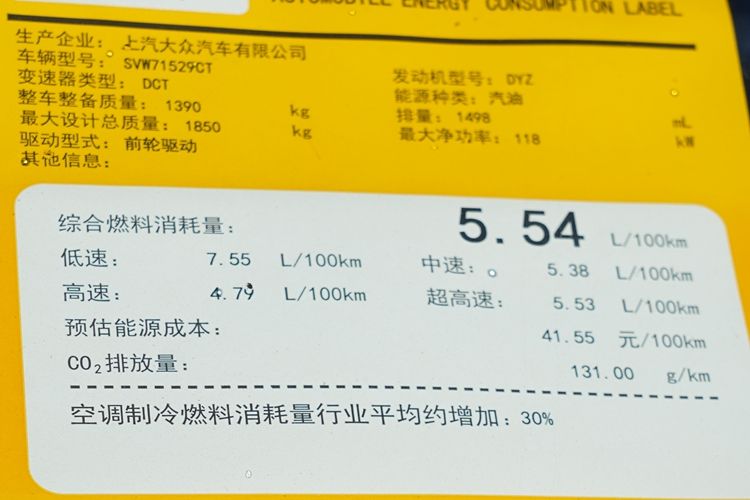 AUTOMOBILE ENERGY CONSUMPTION LABEL
生产企业：上汽大众汽车有限公司
车辆型号：SVW71529CT
变速器类型：DCT 发动机型号：DYZ
整车整备质量：1390 kg 能源种类：汽油
最大设计总质量：1850 kg 排量：1498 mL
驱动型式：前轮驱动 最大净功率：118 kW
其他信息：
综合燃料消耗量：5.54 L/100km
低速：7.55 L/100km 中速：5.38 L/100km
高速：4.79 L/100km 超高速：5.53 L/100km
预估能源成本：41.55 元/100km
CO₂排放量：131.00 g/km
空调制冷燃料消耗量行业平均约增加：30%